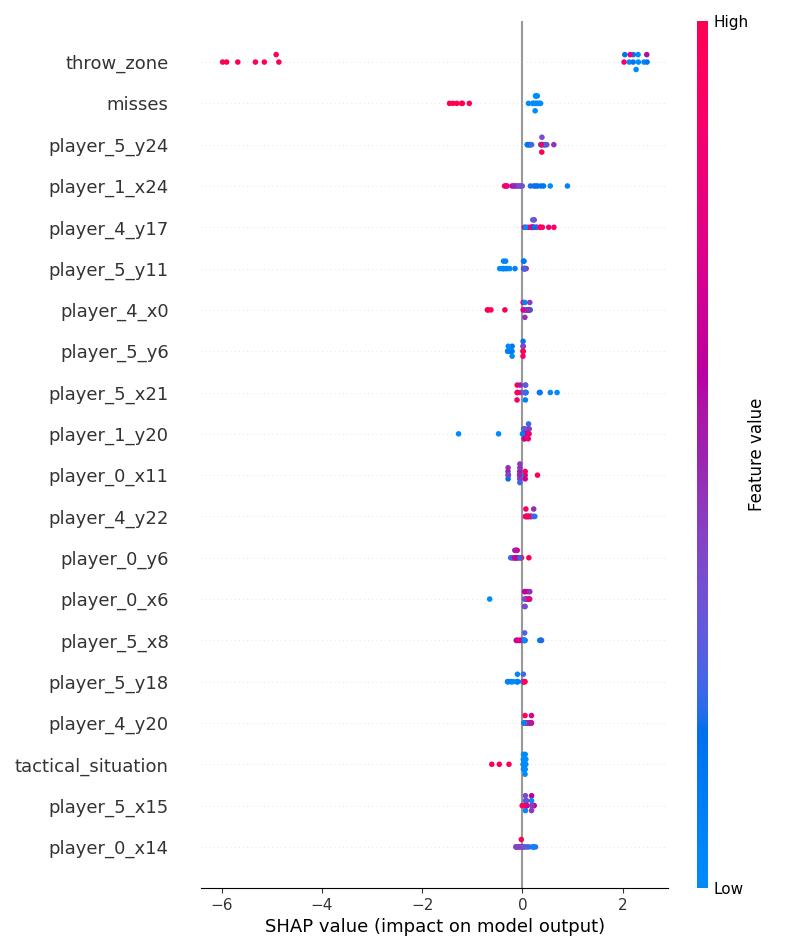 High
throw_zone
misses
player_5_y24
player_1_x24
player_4_y17
player_5_y11
player_4_x0
player_5_y6
player_5_x21
player_1_y20
player_0_x11
player_4_y22
player_0_y6
player_0_x6
player_5_x8
player_5_y18
player_4_y20
tactical_situation
player_5_x15
player_0_x14
Feature value
Low
−6 −4 −2 0 2
SHAP value (impact on model output)